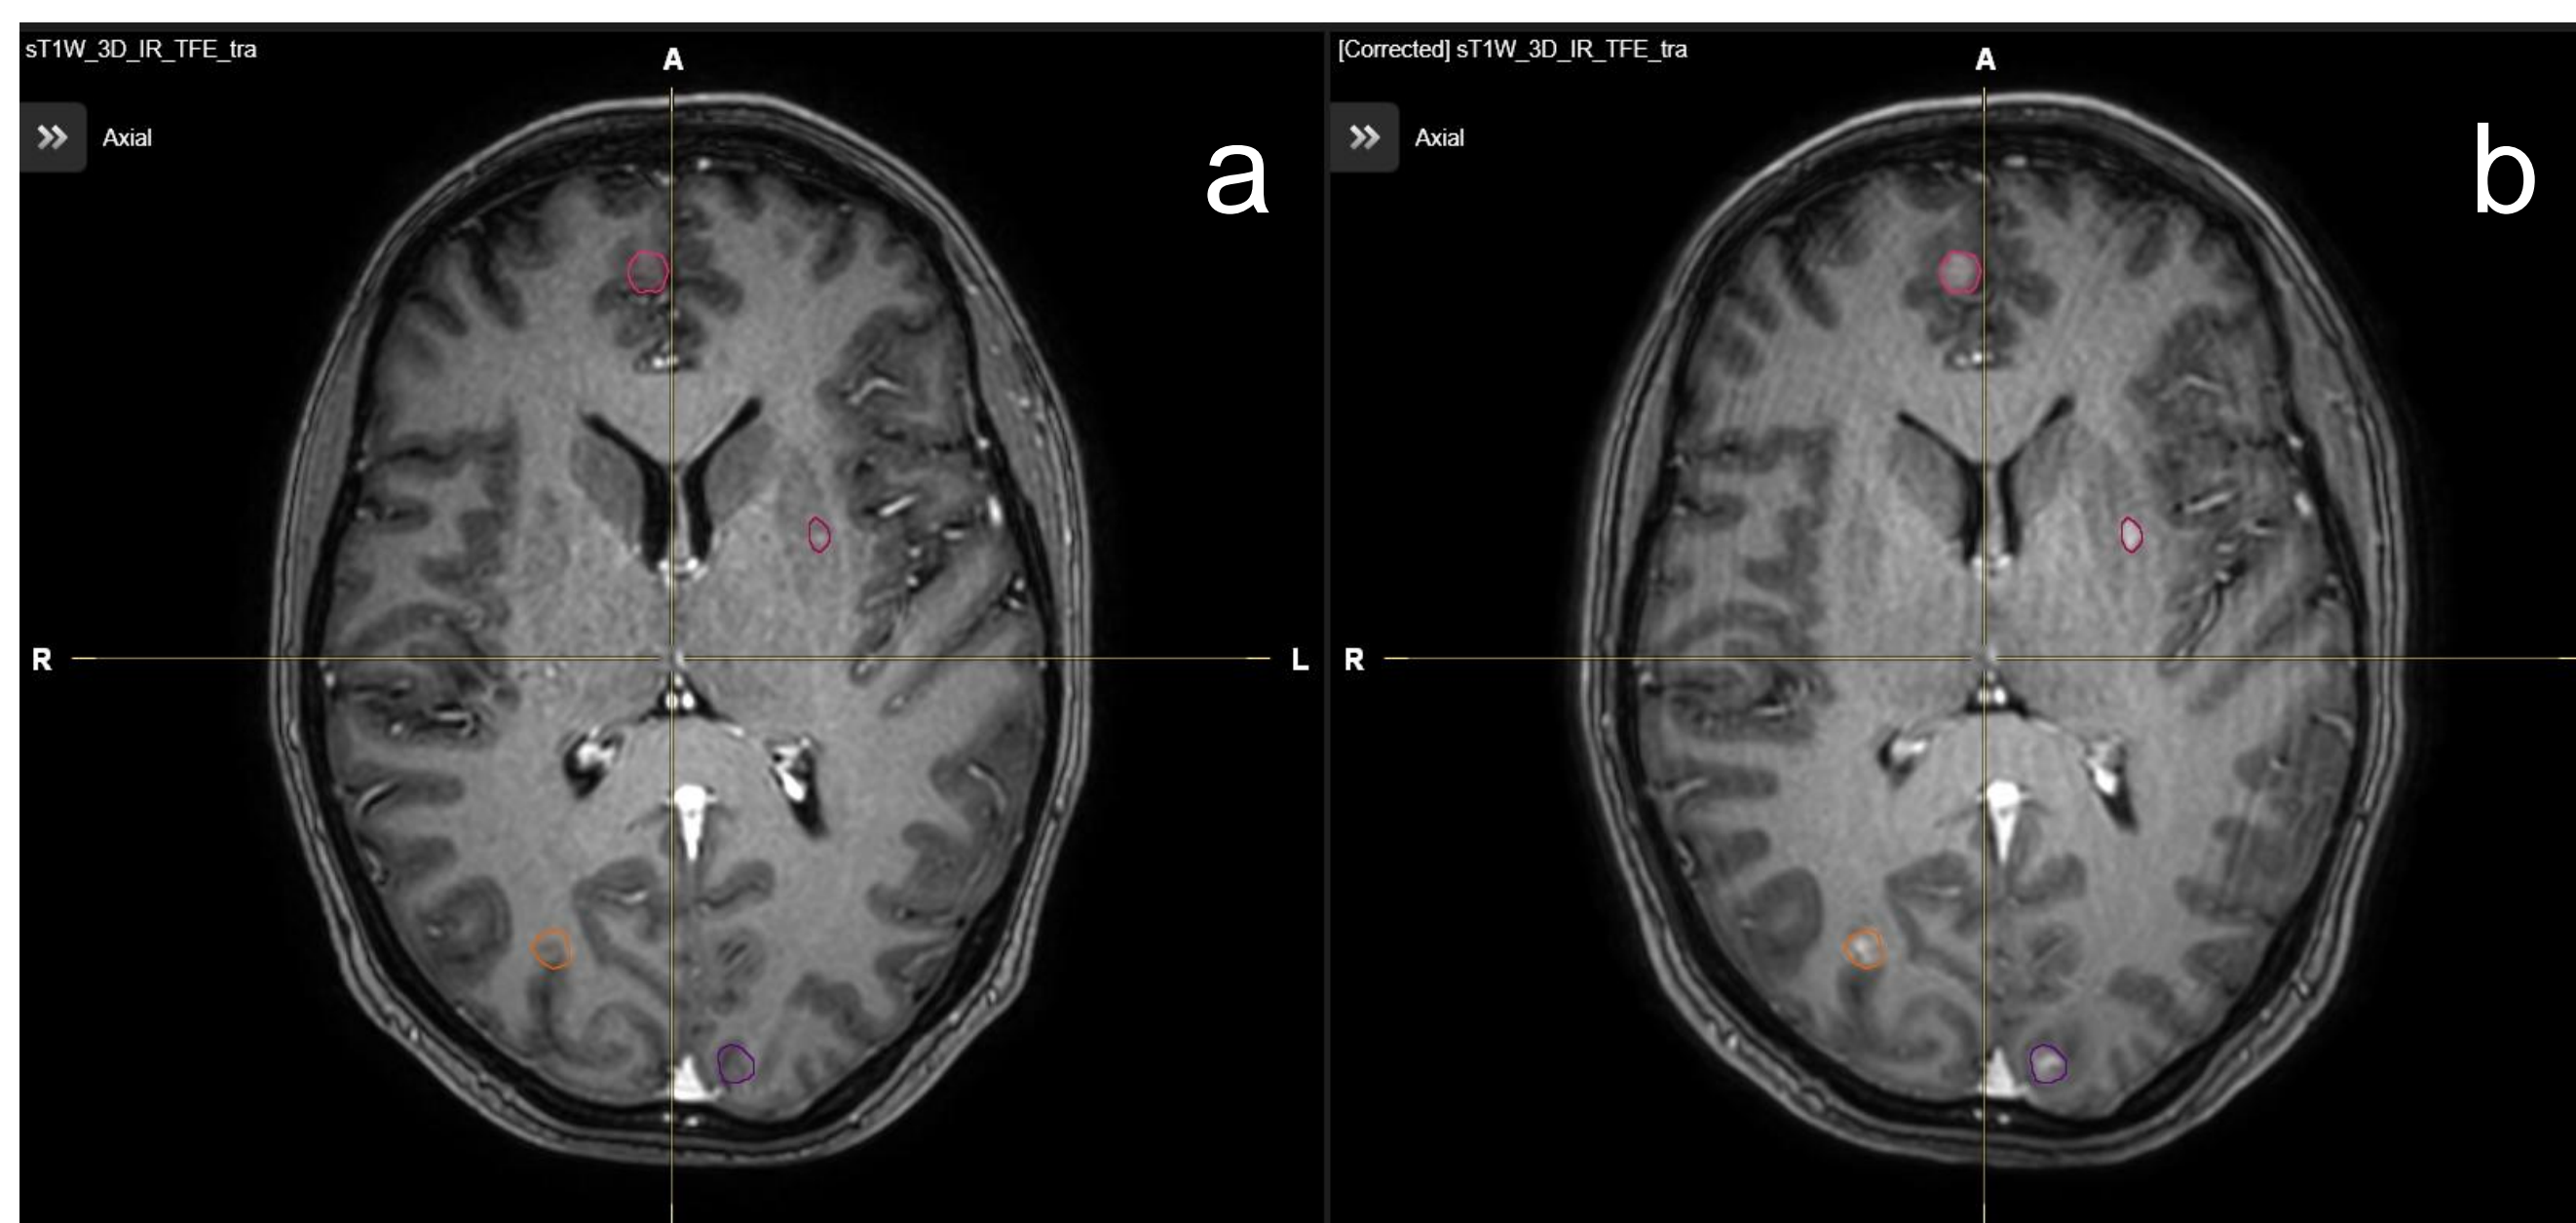 sT1W_3D_IR_TFE_tra
A
Axial
a
R
L
[Corrected] sT1W_3D_IR_TFE_tra
A
Axial
b
R